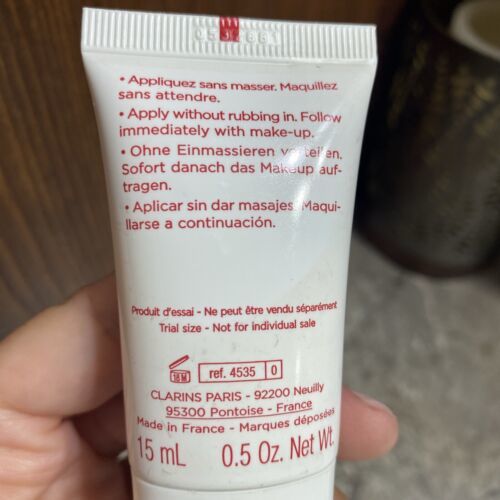 • Appliquez sans masser. Maquillez
sans attendre.
• Apply without rubbing in. Follow
immediately with make-up.
• Ohne Einmassieren verteilen.
Sofort danach das Makeup auf-
tragen.
• Aplicar sin dar masajes. Maqui-
llarse a continuación.
Produit d'essai - Ne peut être vendu séparément
Trial size - Not for individual sale
18 M ref. 4535 0
CLARINS PARIS - 92200 Neuilly
95300 Pontoise - France
Made in France - Marques déposées
15 mL 0.5 Oz. Net Wt.